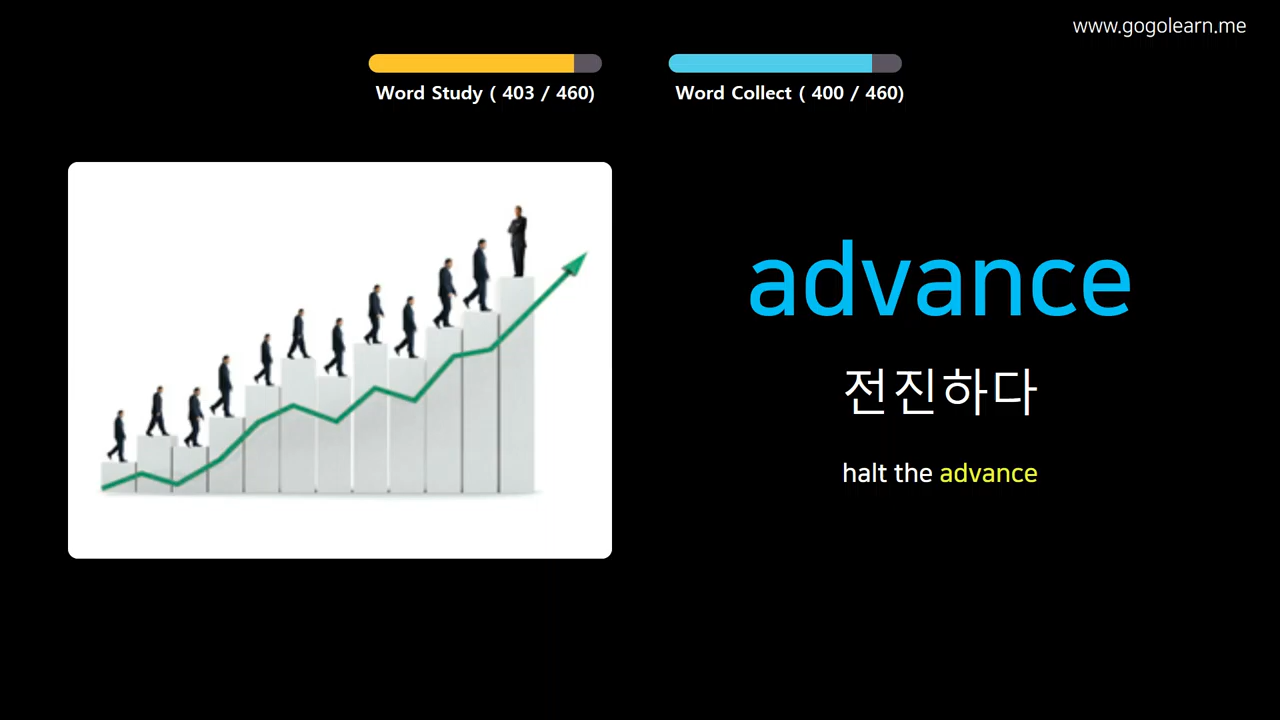 www.gogolearn.me
Word Study ( 403 / 460)
Word Collect ( 400 / 460)
advance
전진하다
halt the advance